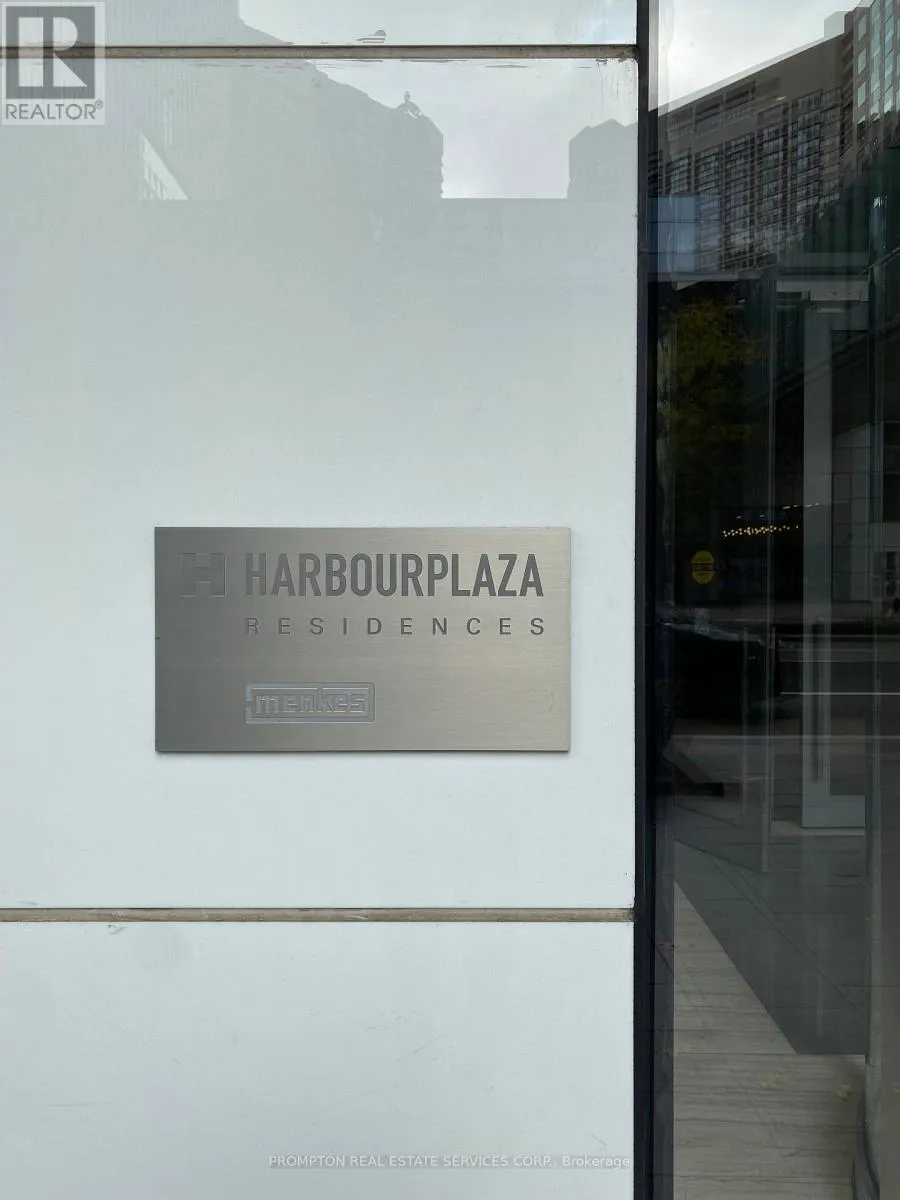 R
REALTOR®
H HARBOURPLAZA
RESIDENCES
menkes
PROMPTON REAL ESTATE SERVICES CORP., Brokerage